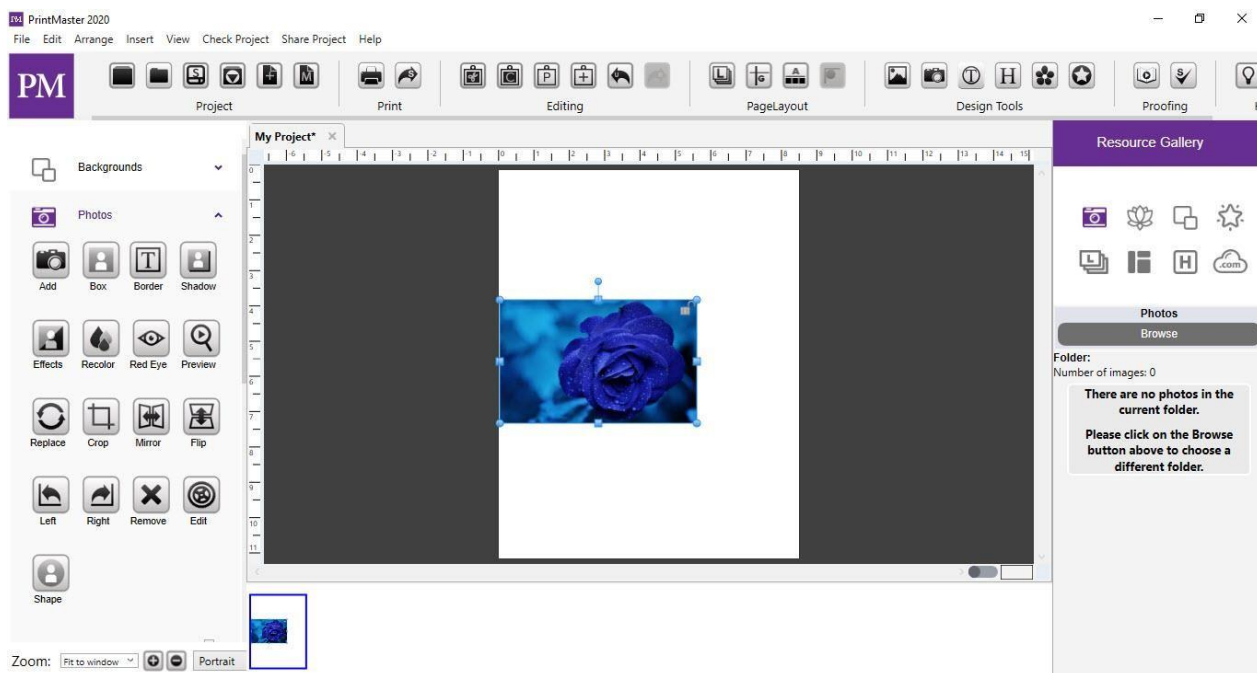 PM PrintMaster 2020
File Edit Arrange Insert View Check Project Share Project Help
PM
Project Print Editing PageLayout Design Tools Proofing
My Project*
Resource Gallery
Backgrounds
Photos
Add Box Border Shadow
Effects Recolor Red Eye Preview
Replace Crop Mirror Flip
Left Right Remove Edit
Shape
Photos
Browse
Folder:
Number of images: 0
There are no photos in the
current folder.
Please click on the Browse
button above to choose a
different folder.
Zoom: Fit to window Portrait